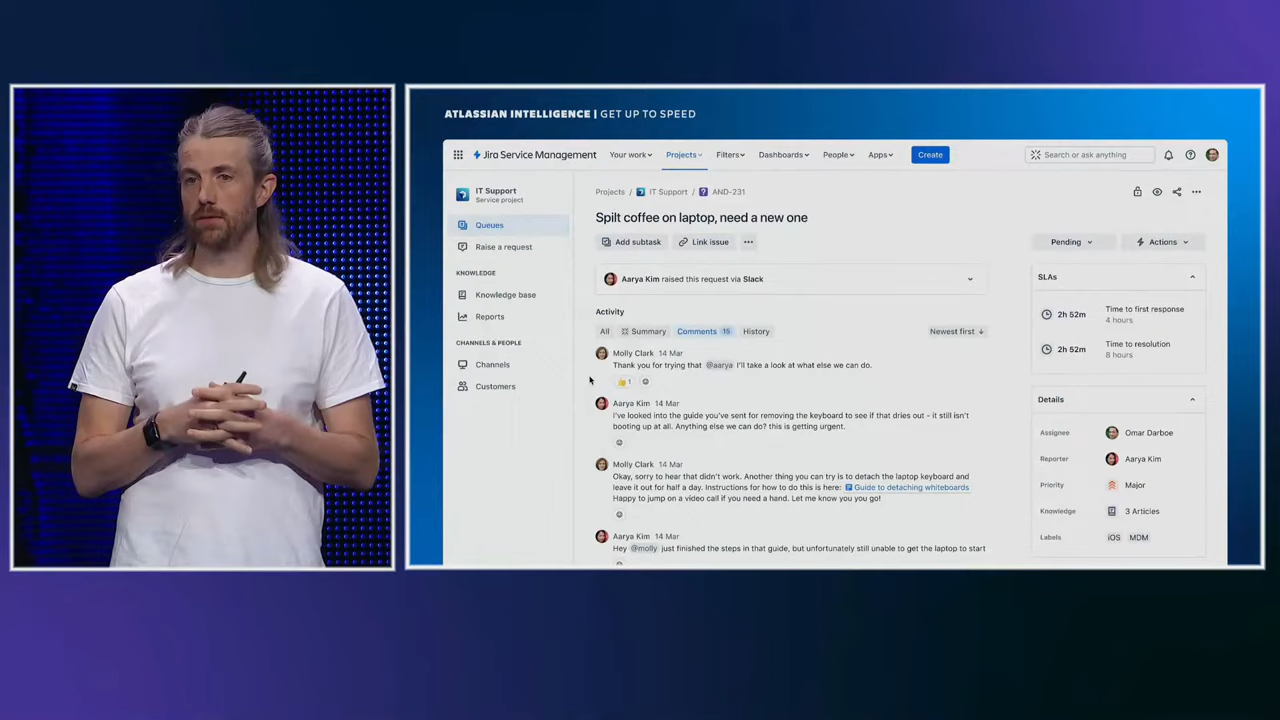 ATLASSIAN INTELLIGENCE | GET UP TO SPEED
Jira Service Management Your work Projects Filters Dashboards People Apps Create Search or ask anything
IT Support
Service project
Queues
Raise a request
KNOWLEDGE
Knowledge base
Reports
CHANNELS & PEOPLE
Channels
Customers
Projects / IT Support / AND-231
Spilt coffee on laptop, need a new one
Add subtask Link issue
Aarya Kim raised this request via Slack
Activity
All Summary Comments 15 History Newest first
Molly Clark 14 Mar
Thank you for trying that @aarya I'll take a look at what else we can do.
1
Aarya Kim 14 Mar
I've looked into the guide you've sent for removing the keyboard to see if that dries out – it still isn't
booting up at all. Anything else we can do? this is getting urgent.
Molly Clark 14 Mar
Okay, sorry to hear that didn't work. Another thing you can try is to detach the laptop keyboard and
leave it out for half a day. Instructions for how to do this is here: Guide to detaching whiteboards
Happy to jump on a video call if you need a hand. Let me know you you go!
Aarya Kim 14 Mar
Hey @molly just finished the steps in that guide, but unfortunately still unable to get the laptop to start
Pending Actions
SLAs
2h 52m Time to first response
4 hours
2h 52m Time to resolution
8 hours
Details
Assignee Omar Darboe
Reporter Aarya Kim
Priority Major
Knowledge 3 Articles
Labels iOS MDM